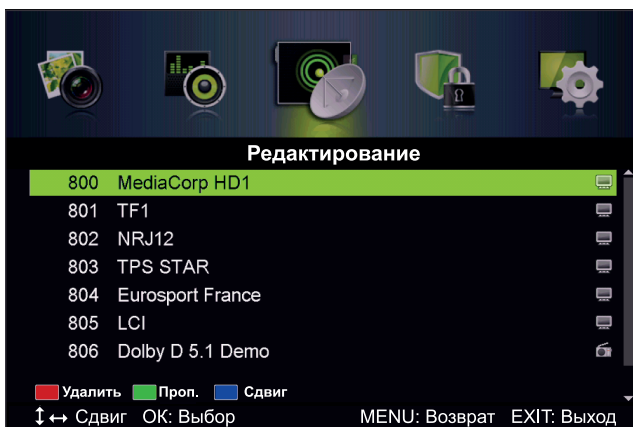 Редактирование
800 MediaCorp HD1
801 TF1
802 NRJ12
803 TPS STAR
804 Eurosport France
805 LCI
806 Dolby D 5.1 Demo
Удалить Проп. Сдвиг
Сдвиг OK: Выбор MENU: Возврат EXIT: Выход